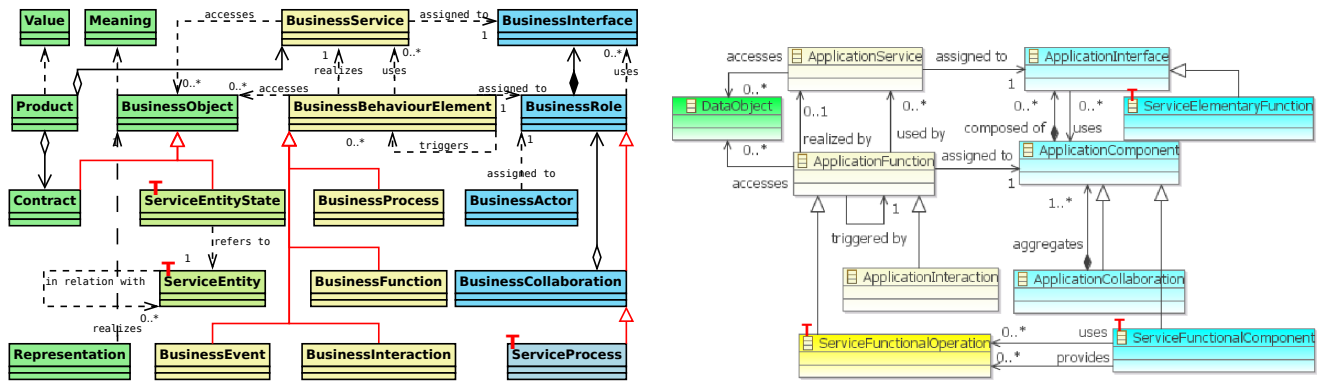 Value
Meaning
accesses
BusinessService
assigned to
1
BusinessInterface
1
realizes
0..*
uses
0..*
uses
0..*
0..*
accesses
assigned to
1
Product
BusinessObject
BusinessBehaviourElement
BusinessRole
1
0..*
triggers
1
assigned to
T
Contract
ServiceEntityState
BusinessProcess
BusinessActor
refers to
1
T
in relation with
ServiceEntity
BusinessFunction
BusinessCollaboration
0..*
realizes
T
Representation
BusinessEvent
BusinessInteraction
ServiceProcess
accesses
ApplicationService
assigned to
1
ApplicationInterface
0..*
DataObject
0..1
0..*
0..*
0..*
T
ServiceElementaryFunction
realized by
used by
composed of
uses
0..*
ApplicationFunction
assigned to
1
ApplicationComponent
accesses
1
1..*
triggered by
aggregates
ApplicationInteraction
ApplicationCollaboration
T
ServiceFunctionalOperation
0..*
uses
T
ServiceFunctionalComponent
0..*
provides